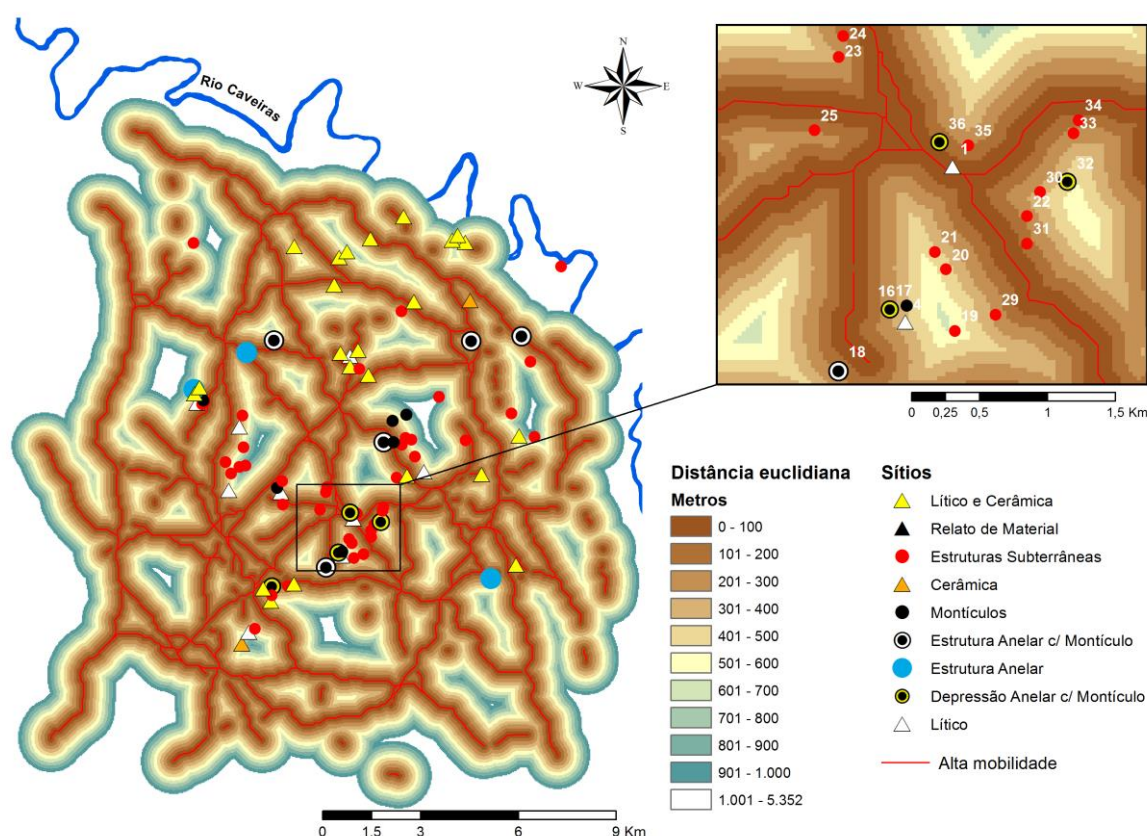 Rio Caveiras
N
W
E
S
24
23
25
36
35
1
34
33
32
30
22
31
21
20
16
17
4
19
29
18
0
0,25
0,5
1
1,5 Km
Distância euclidiana
Metros
0 - 100
101 - 200
201 - 300
301 - 400
401 - 500
501 - 600
601 - 700
701 - 800
801 - 900
901 - 1.000
1.001 - 5.352
Sítios
Lítico e Cerâmica
Relato de Material
Estruturas Subterrâneas
Cerâmica
Montículos
Estrutura Anelar c/ Montículo
Estrutura Anelar
Depressão Anelar c/ Montículo
Lítico
Alta mobilidade
0
1.5
3
6
9 Km